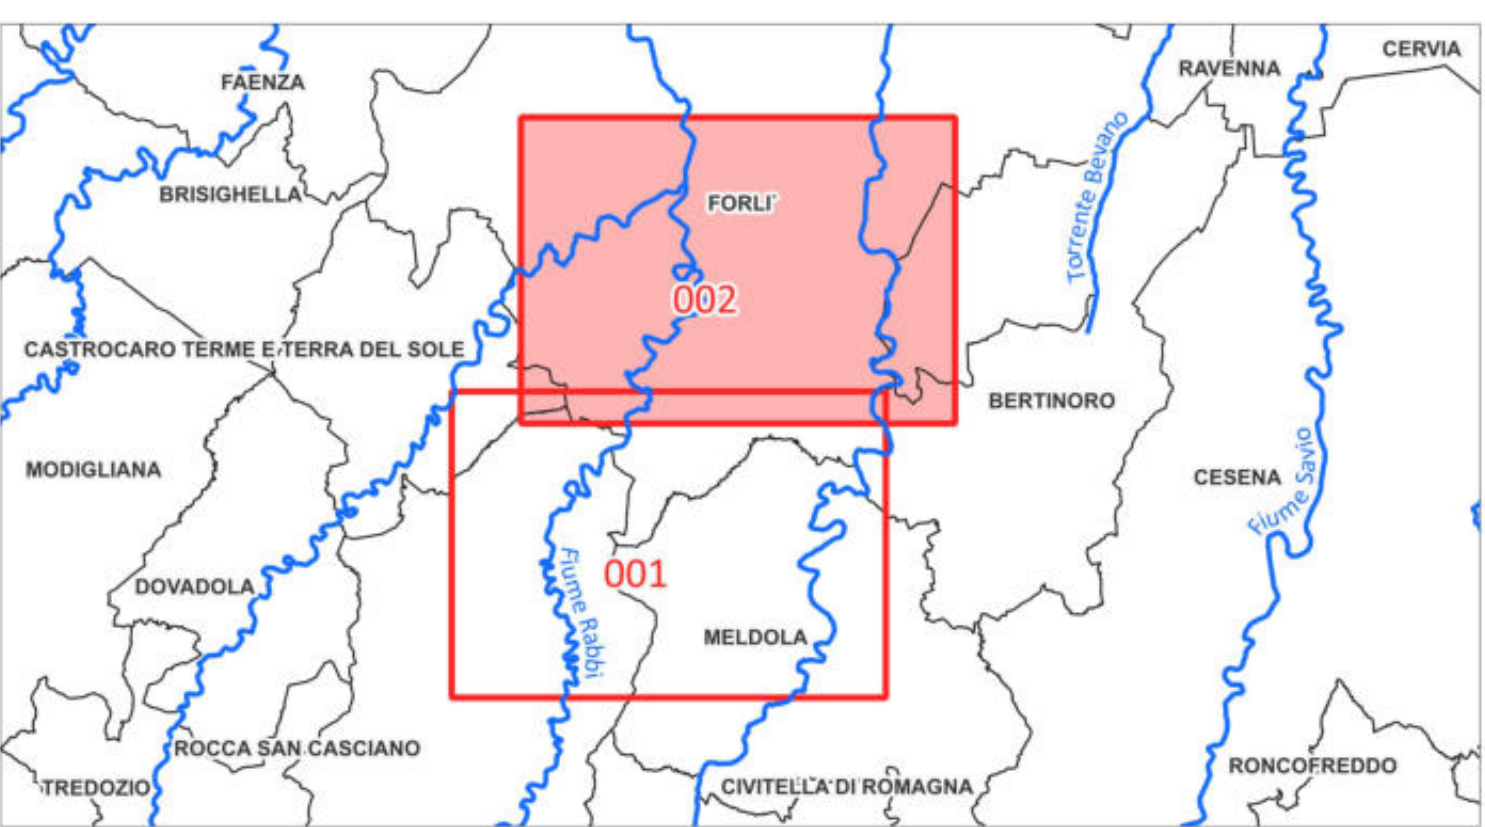 CERVIA
RAVENNA
FAENZA
Torrente Bevano
BRISIGHELLA
FORLI'
002
CASTROCARO TERME E TERRA DEL SOLE
BERTINORO
MODIGLIANA
CESENA
Fiume Savio
001
DOVADOLA
Fiume Rabbi
MELDOLA
ROCCA SAN CASCIANO
RONCOFREDDO
TREDOZIO
CIVITELLA DI ROMAGNA